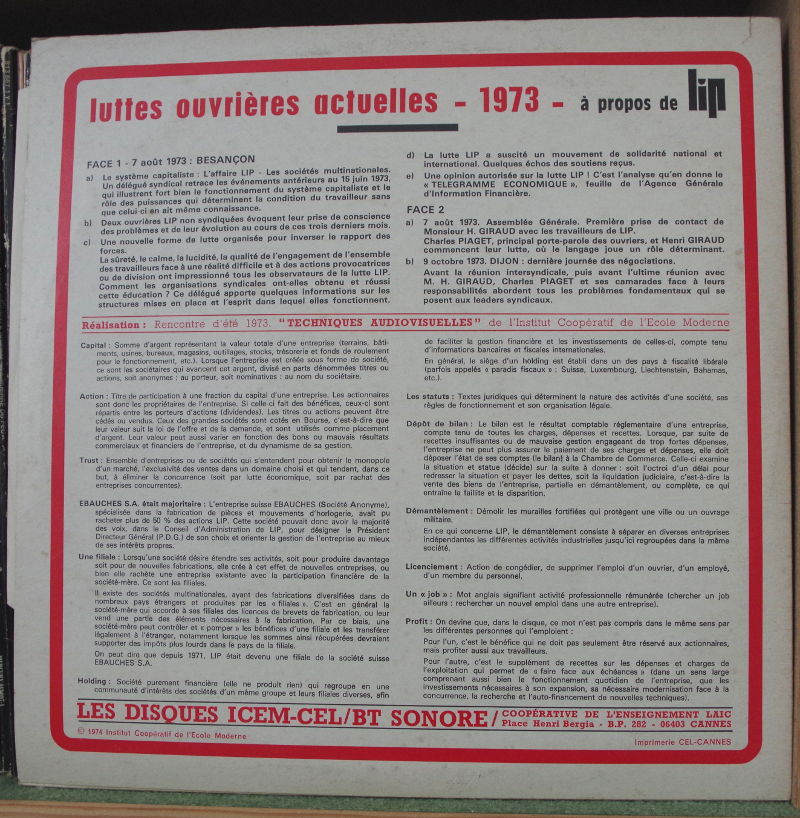 luttes ouvrières actuelles - 1973 - à propos de lip
FACE 1 - 7 août 1973 : BESANÇON
a) Le système capitaliste : L'affaire LIP - Les sociétés multinationales.
Un délégué syndical retrace les événements antérieurs au 15 juin 1973,
qui illustrent fort bien le fonctionnement du système capitaliste et le
rôle des puissances qui déterminent la condition du travailleur sans
que celui-ci en ait même connaissance.
b) Deux ouvrières LIP non syndiquées évoquent leur prise de conscience
des problèmes et de leur évolution au cours de ces trois derniers mois.
c) Une nouvelle forme de lutte organisée pour inverser le rapport des
forces.
La sûreté, le calme, la lucidité, la qualité de l'engagement de l'ensemble
des travailleurs face à une réalité difficile et à des actions provocatrices
ou de division ont impressionné tous les observateurs de la lutte LIP.
Comment les organisations syndicales ont-elles obtenu et réussi
cette éducation ? Ce délégué apporte quelques informations sur les
structures mises en place et l'esprit dans lequel elles fonctionnent.
d) La lutte LIP a suscité un mouvement de solidarité national et
international. Quelques échos des soutiens reçus.
e) Une opinion autorisée sur la lutte LIP ! C'est l'analyse qu'en donne le
« TELEGRAMME ECONOMIQUE », feuille de l'Agence Générale
d'Information Financière.
FACE 2
a) 7 août 1973. Assemblée Générale. Première prise de contact de
Monsieur H. GIRAUD avec les travailleurs de LIP.
Charles PIAGET, principal porte-parole des ouvriers, et Henri GIRAUD
commencent leur lutte, où le langage joue un rôle déterminant.
b) 9 octobre 1973. DIJON : dernière journée des négociations.
Avant la réunion intersyndicale, puis avant l'ultime réunion avec
M. H. GIRAUD, Charles PIAGET et ses camarades face à leurs
responsabilités abordent tous les problèmes fondamentaux qui se
posent aux leaders syndicaux.
Réalisation : Rencontre d'été 1973. "TECHNIQUES AUDIOVISUELLES" de l'Institut Coopératif de l'Ecole Moderne
Capital : Somme d'argent représentant la valeur totale d'une entreprise (terrains, bâti-
ments, usines, bureaux, magasins, outillages, stocks, trésorerie et fonds de roulement
pour le fonctionnement, etc.). Lorsque l'entreprise est créée sous forme de société,
ce sont les sociétaires qui avancent cet argent, divisé en parts dénommées titres ou
actions, soit anonymes : au porteur, soit nominatives : au nom du sociétaire.
Action : Titre de participation à une fraction du capital d'une entreprise. Les actionnaires
sont donc les propriétaires de l'entreprise. Si celle-ci fait des bénéfices, ceux-ci sont
répartis entre les porteurs d'actions (dividendes). Les titres ou actions peuvent être
cédés ou vendus. Ceux des grandes sociétés sont cotés en Bourse, c'est-à-dire que
leur valeur suit la loi de l'offre et de la demande, et sont utilisés comme placement
d'argent. Leur valeur peut aussi varier en fonction des bons ou mauvais résultats
commerciaux et financiers de l'entreprise, et du dynamisme de sa gestion.
Trust : Ensemble d'entreprises ou de sociétés qui s'entendent pour obtenir le monopole
d'un marché, l'exclusivité des ventes dans un domaine choisi et qui tendent, dans ce
but, à éliminer la concurrence (soit par lutte économique, soit par rachat des
entreprises concurrentes).
EBAUCHES S.A. était majoritaire : L'entreprise suisse EBAUCHES (Société Anonyme),
spécialisée dans la fabrication de pièces et mouvements d'horlogerie, avait pu
racheter plus de 50 % des actions LIP. Cette société pouvait donc avoir la majorité
des voix, dans le Conseil d'Administration de LIP, pour désigner le Président
Directeur Général (P.D.G.) de son choix et orienter la gestion de l'entreprise au mieux
de ses intérêts propres.
Une filiale : Lorsqu'une société désire étendre ses activités, soit pour produire davantage
soit pour de nouvelles fabrications, elle crée à cet effet de nouvelles entreprises, ou
bien elle rachète une entreprise existante avec la participation financière de la
société-mère. Ce sont les filiales.
Il existe des sociétés multinationales, ayant des fabrications diversifiées dans de
nombreux pays étrangers et produites par les « filiales ». C'est en général la
société-mère qui accorde à ses filiales des licences de brevets de fabrication, ou leur
vend une partie des éléments nécessaires à la fabrication. Par ce biais, une
société-mère peut contrôler et « pomper » les bénéfices d'une filiale et les transférer
légalement à l'étranger, notamment lorsque les sommes ainsi récupérées devraient
supporter des impôts plus lourds dans le pays de la filiale.
On peut dire que depuis 1971, LIP était devenu une filiale de la société suisse
EBAUCHES S.A.
Holding : Société purement financière (elle ne produit rien) qui regroupe en une
communauté d'intérêts des sociétés d'un même groupe et leurs filiales diverses, afin
de faciliter la gestion financière et les investissements de celles-ci, compte tenu
d'informations bancaires et fiscales internationales.
En général, le siège d'un holding est établi dans un des pays à fiscalité libérale
(parfois appelés « paradis fiscaux » : Suisse, Luxembourg, Liechtenstein, Bahamas,
etc.).
Les statuts : Textes juridiques qui déterminent la nature des activités d'une société, ses
règles de fonctionnement et son organisation légale.
Dépôt de bilan : Le bilan est le résultat comptable réglementaire d'une entreprise,
compte tenu de toutes les charges, dépenses et recettes. Lorsque, par suite de
recettes insuffisantes ou de mauvaise gestion engageant de trop fortes dépenses,
l'entreprise ne peut plus assurer le paiement de ses charges et dépenses, elle doit
déposer l'état de ses comptes (le bilan) à la Chambre de Commerce. Celle-ci examine
la situation et statue (décide) sur la suite à donner : soit l'octroi d'un délai pour
redresser la situation et payer les dettes, soit la liquidation judiciaire, c'est-à-dire la
vente des biens de l'entreprise, partielle en démantèlement, ou complète, ce qui
entraîne la faillite et la disparition.
Démantèlement : Démolir les murailles fortifiées qui protègent une ville ou un ouvrage
militaire.
En ce qui concerne LIP, le démantèlement consiste à séparer en diverses entreprises
indépendantes les différentes activités industrielles jusqu'ici regroupées dans la même
société.
Licenciement : Action de congédier, de supprimer l'emploi d'un ouvrier, d'un employé,
d'un membre du personnel.
Un « job » : Mot anglais signifiant activité professionnelle rémunérée (chercher un job
ailleurs : rechercher un nouvel emploi dans une autre entreprise).
Profit : On devine que, dans le disque, ce mot n'est pas compris dans le même sens par
les différentes personnes qui l'emploient :
Pour l'un, c'est le bénéfice qui ne doit pas seulement être réservé aux actionnaires,
mais profiter aussi aux travailleurs.
Pour l'autre, c'est le supplément de recettes sur les dépenses et charges de
l'exploitation qui permet de « faire face aux échéances » (dans un sens large
comprenant aussi bien le fonctionnement quotidien de l'entreprise, que les
investissements nécessaires à son expansion, sa nécessaire modernisation face à la
concurrence, la recherche et l'auto-financement de nouvelles techniques).
LES DISQUES ICEM-CEL/BT SONORE / COOPÉRATIVE DE L'ENSEIGNEMENT LAIC
Place Henri Bergia - B.P. 282 - 06403 CANNES
© 1974 Institut Coopératif de l'Ecole Moderne
Imprimerie CEL-CANNES